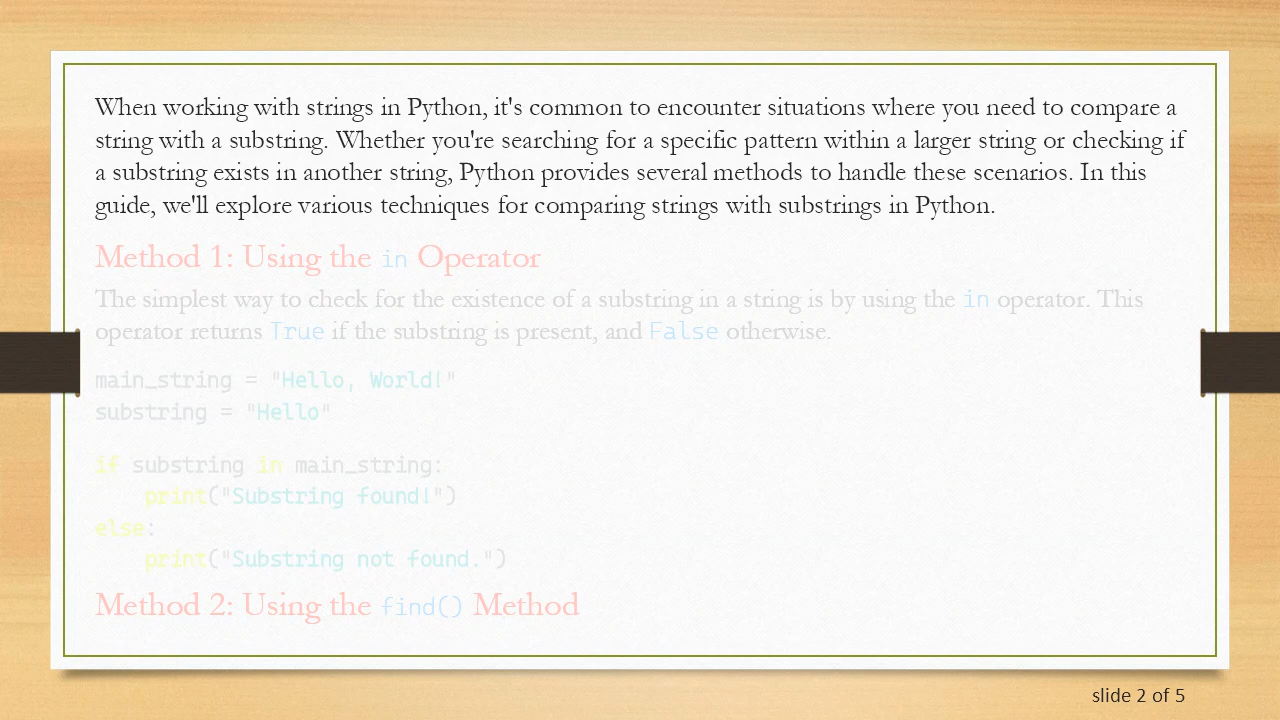 When working with strings in Python, it's common to encounter situations where you need to compare a
string with a substring. Whether you're searching for a specific pattern within a larger string or checking if
a substring exists in another string, Python provides several methods to handle these scenarios. In this
guide, we'll explore various techniques for comparing strings with substrings in Python.
Method 1: Using the in Operator
The simplest way to check for the existence of a substring in a string is by using the in operator. This
operator returns True if the substring is present, and False otherwise.
main_string = "Hello, World!"
substring = "Hello"
if substring in main_string:
    print("Substring found!")
else:
    print("Substring not found.")
Method 2: Using the find() Method
slide 2 of 5